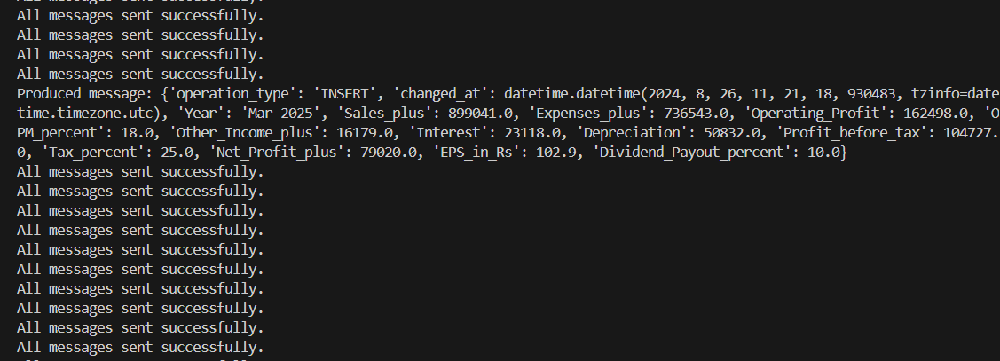 All messages sent successfully.
All messages sent successfully.
All messages sent successfully.
All messages sent successfully.
Produced message: {'operation_type': 'INSERT', 'changed_at': datetime.datetime(2024, 8, 26, 11, 21, 18, 930483, tzinfo=date
time.timezone.utc), 'Year': 'Mar 2025', 'Sales_plus': 899041.0, 'Expenses_plus': 736543.0, 'Operating_Profit': 162498.0, 'O
PM_percent': 18.0, 'Other_Income_plus': 16179.0, 'Interest': 23118.0, 'Depreciation': 50832.0, 'Profit_before_tax': 104727.
0, 'Tax_percent': 25.0, 'Net_Profit_plus': 79020.0, 'EPS_in_Rs': 102.9, 'Dividend_Payout_percent': 10.0}
All messages sent successfully.
All messages sent successfully.
All messages sent successfully.
All messages sent successfully.
All messages sent successfully.
All messages sent successfully.
All messages sent successfully.
All messages sent successfully.
All messages sent successfully.
All messages sent successfully.